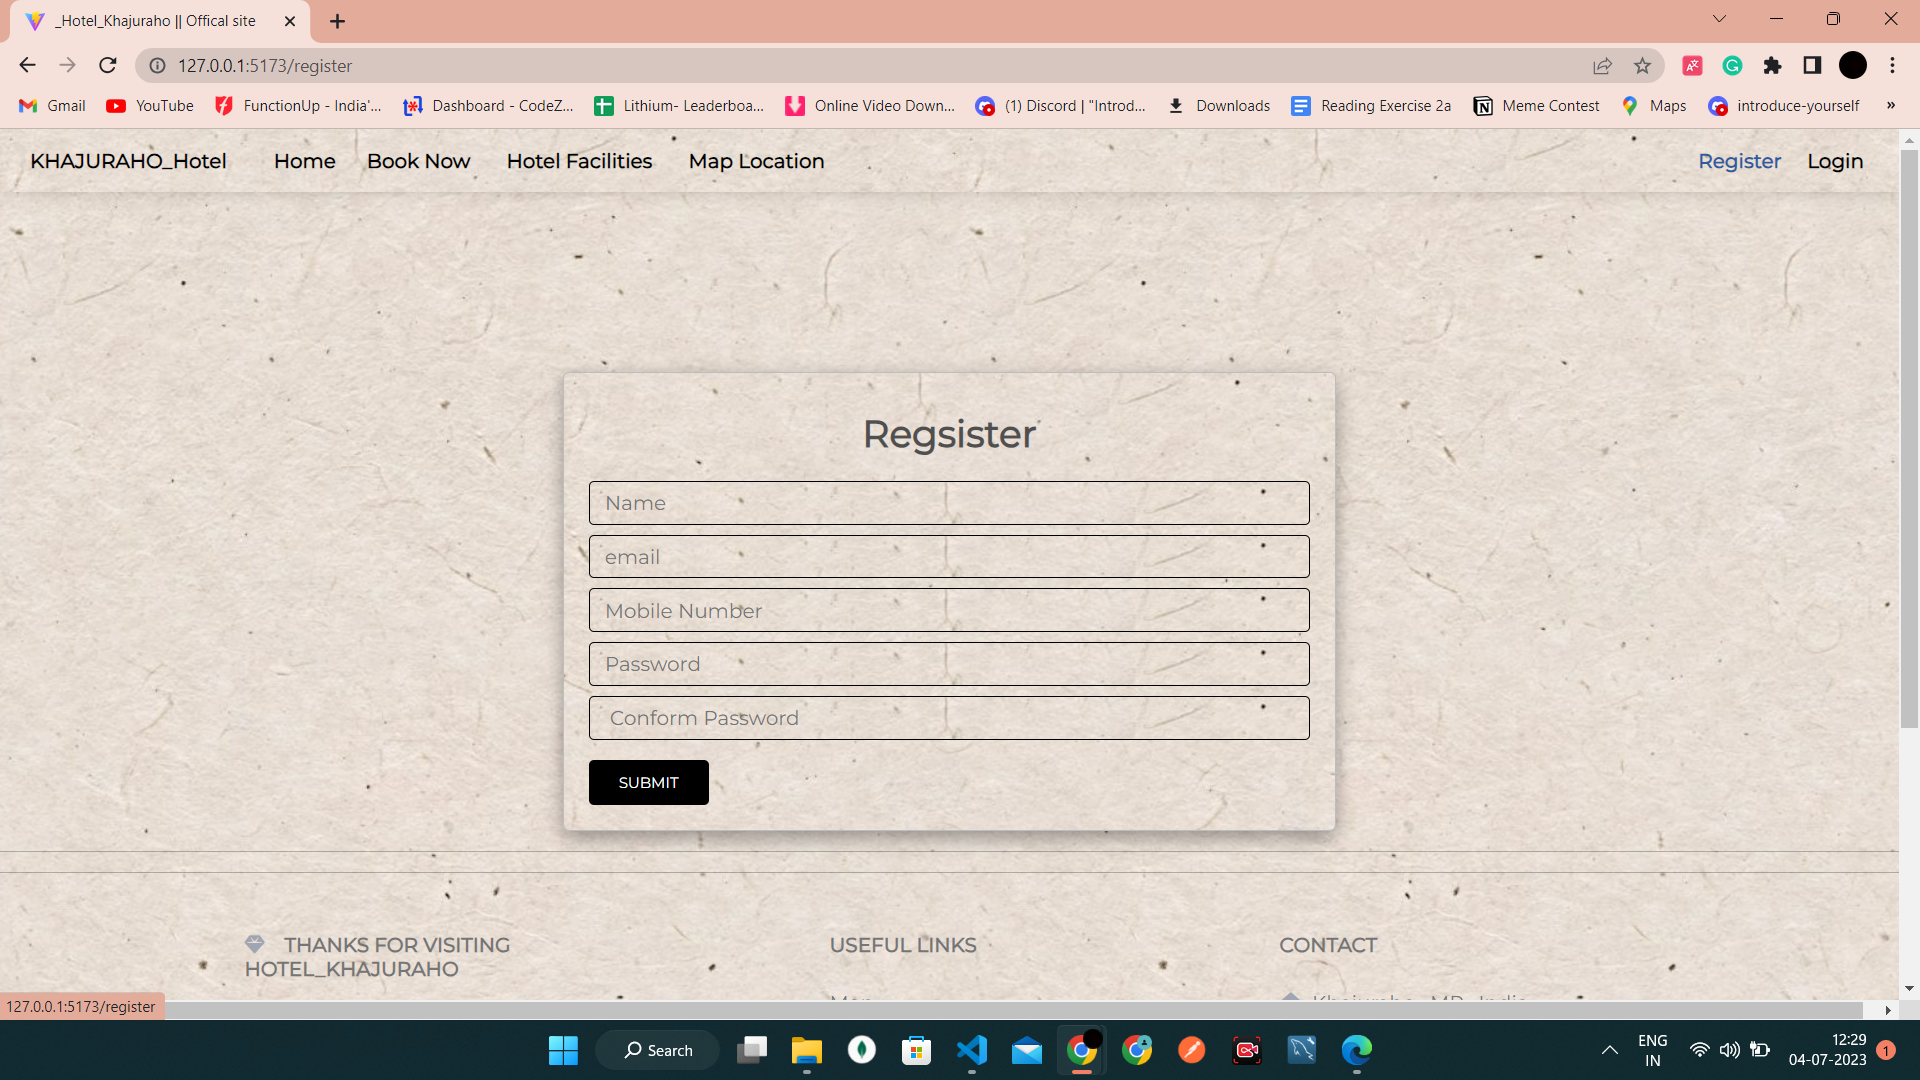 _Hotel_Khajuraho || Offical site
127.0.0.1:5173/register
Gmail YouTube FunctionUp - India'... Dashboard - CodeZ... Lithium- Leaderboa... Online Video Down... (1) Discord | "Introd... Downloads Reading Exercise 2a Meme Contest Maps introduce-yourself »
KHAJURAHO_Hotel Home Book Now Hotel Facilities Map Location Register Login
Regsister
Name
email
Mobile Number
Password
Conform Password
SUBMIT
THANKS FOR VISITING
HOTEL_KHAJURAHO
USEFUL LINKS
CONTACT
127.0.0.1:5173/register
Search
ENG
IN
12:29
04-07-2023
1